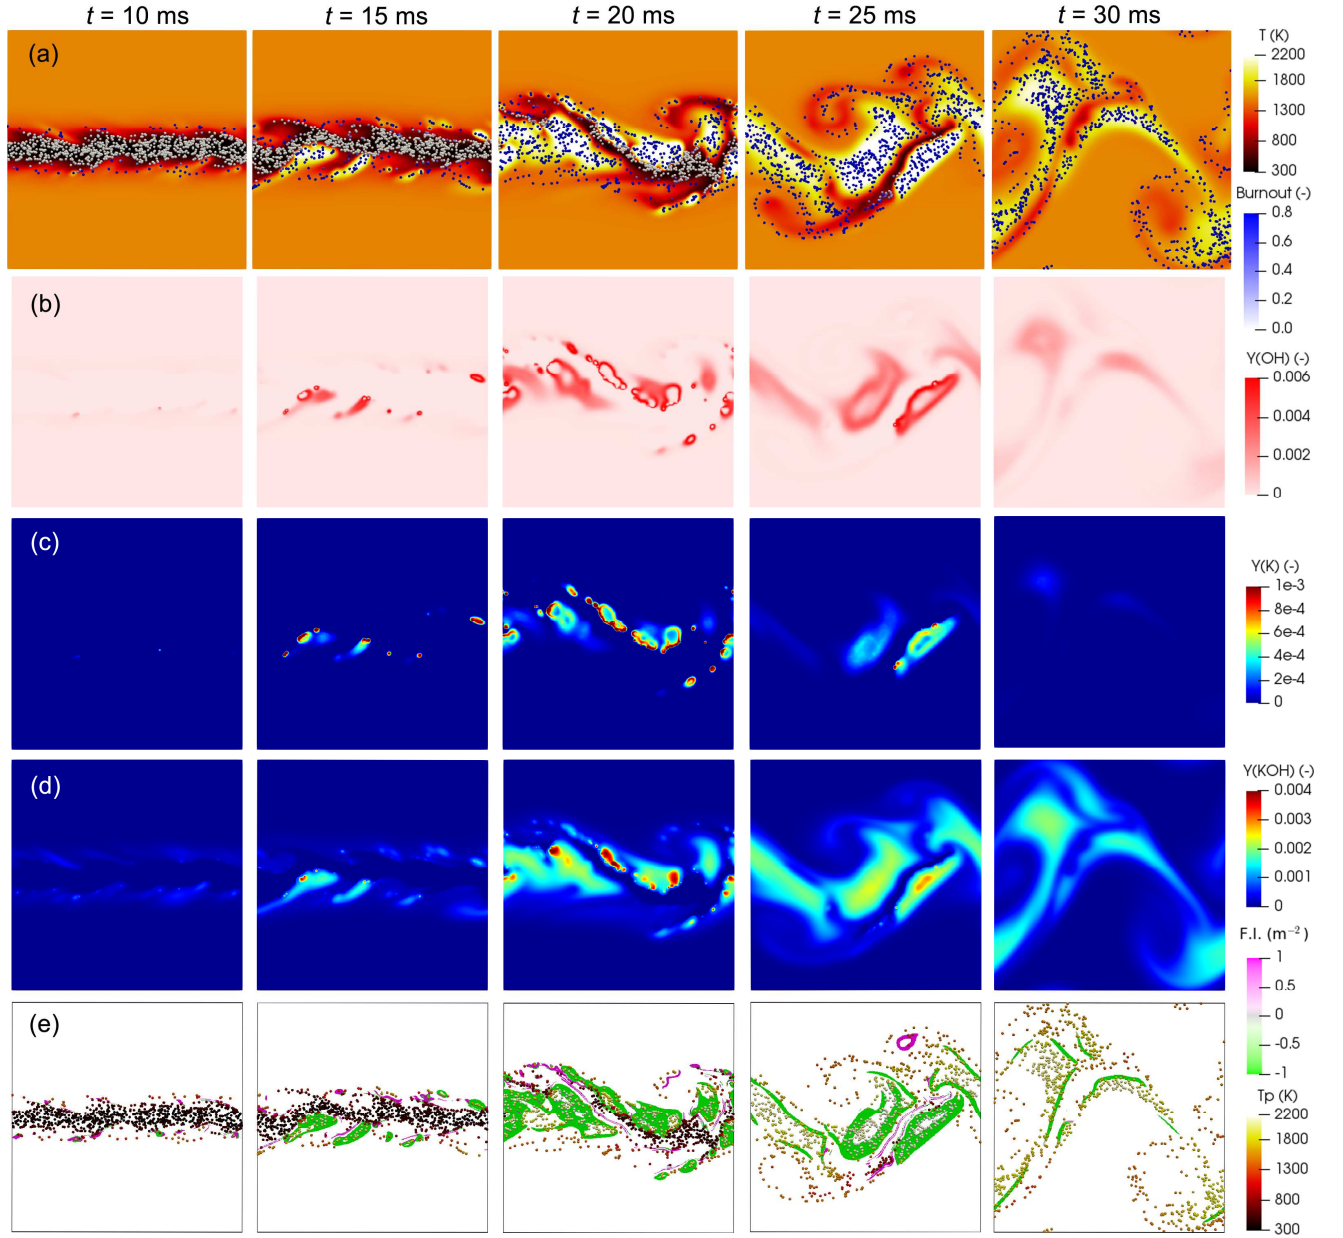 t = 10 ms t = 15 ms t = 20 ms t = 25 ms t = 30 ms
(a)
T (K)
2200
1800
1300
800
300
Burnout (-)
0.8
0.6
0.4
0.2
0.0
(b)
Y(OH) (-)
0.006
0.004
0.002
0
(c)
Y(K) (-)
1e-3
8e-4
6e-4
4e-4
2e-4
0
(d)
Y(KOH) (-)
0.004
0.003
0.002
0.001
0
F.I. (m⁻²)
1
0.5
0
-0.5
-1
(e)
Tp (K)
2200
1800
1300
800
300